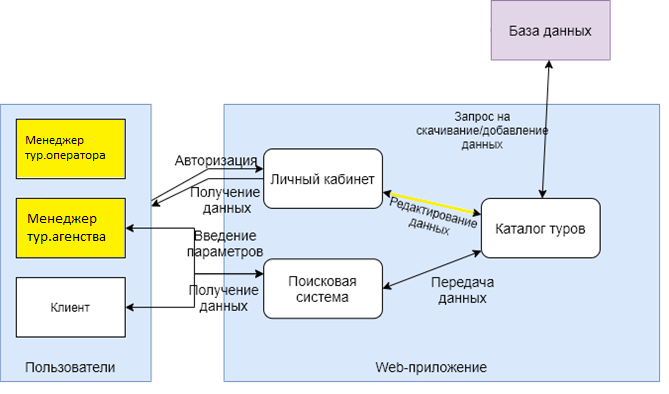 База данных
Запрос на
скачивание/добавление
данных
Менеджер
тур.оператора
Авторизация
Личный кабинет
Получение
данных
Менеджер
тур.агенства
Редактирование
данных
Каталог туров
Введение
параметров
Поисковая
система
Получение
данных
Передача
данных
Клиент
Пользователи
Web-приложение